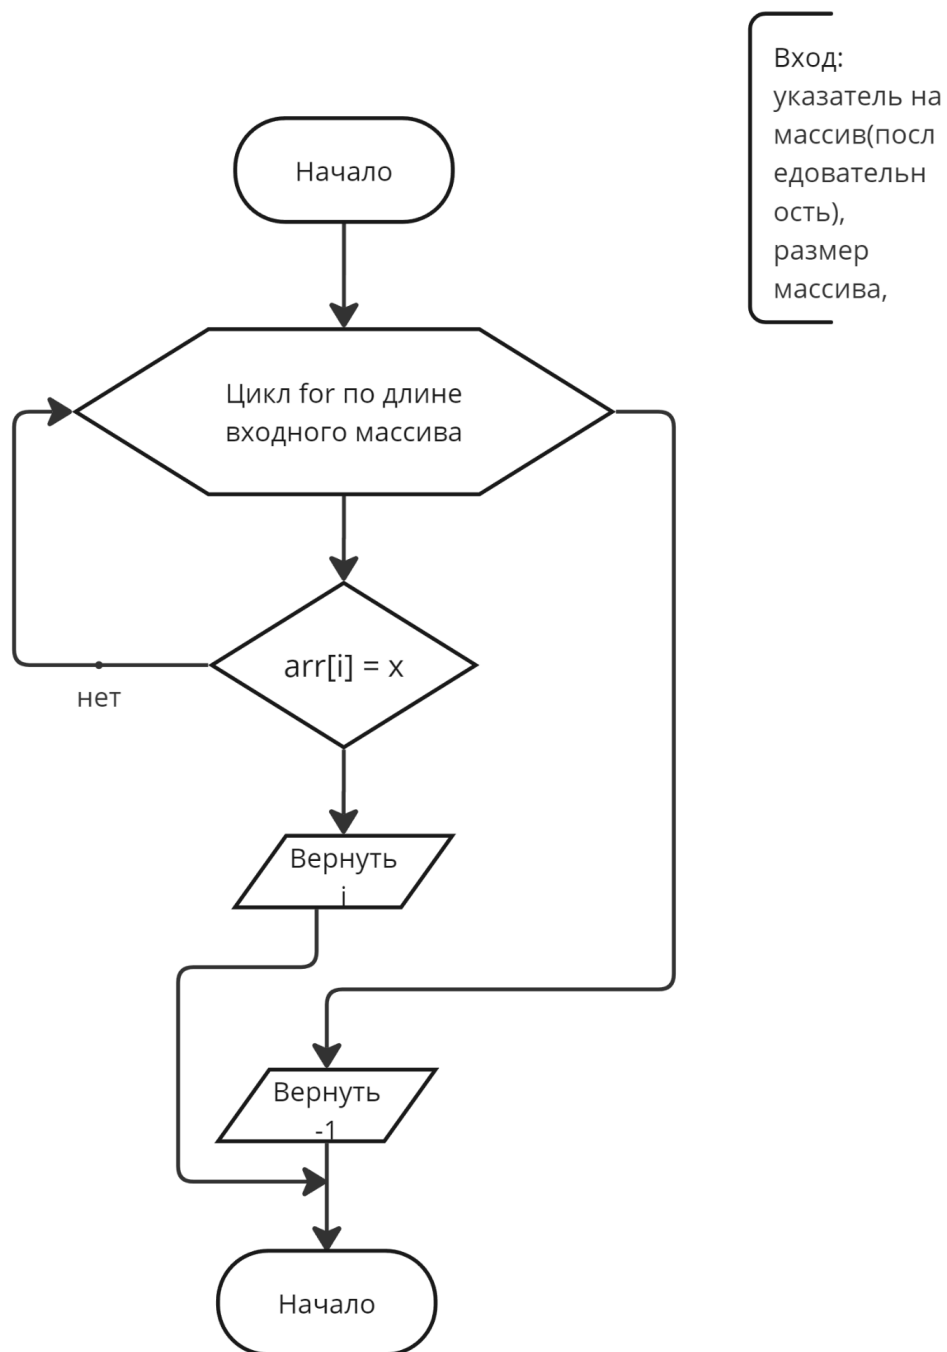 Вход:
указатель на
массив(посл
едовательн
ость),
размер
массива,
Начало
Цикл for по длине
входного массива
arr[i] = x
нет
Вернуть
i
Вернуть
-1
Начало